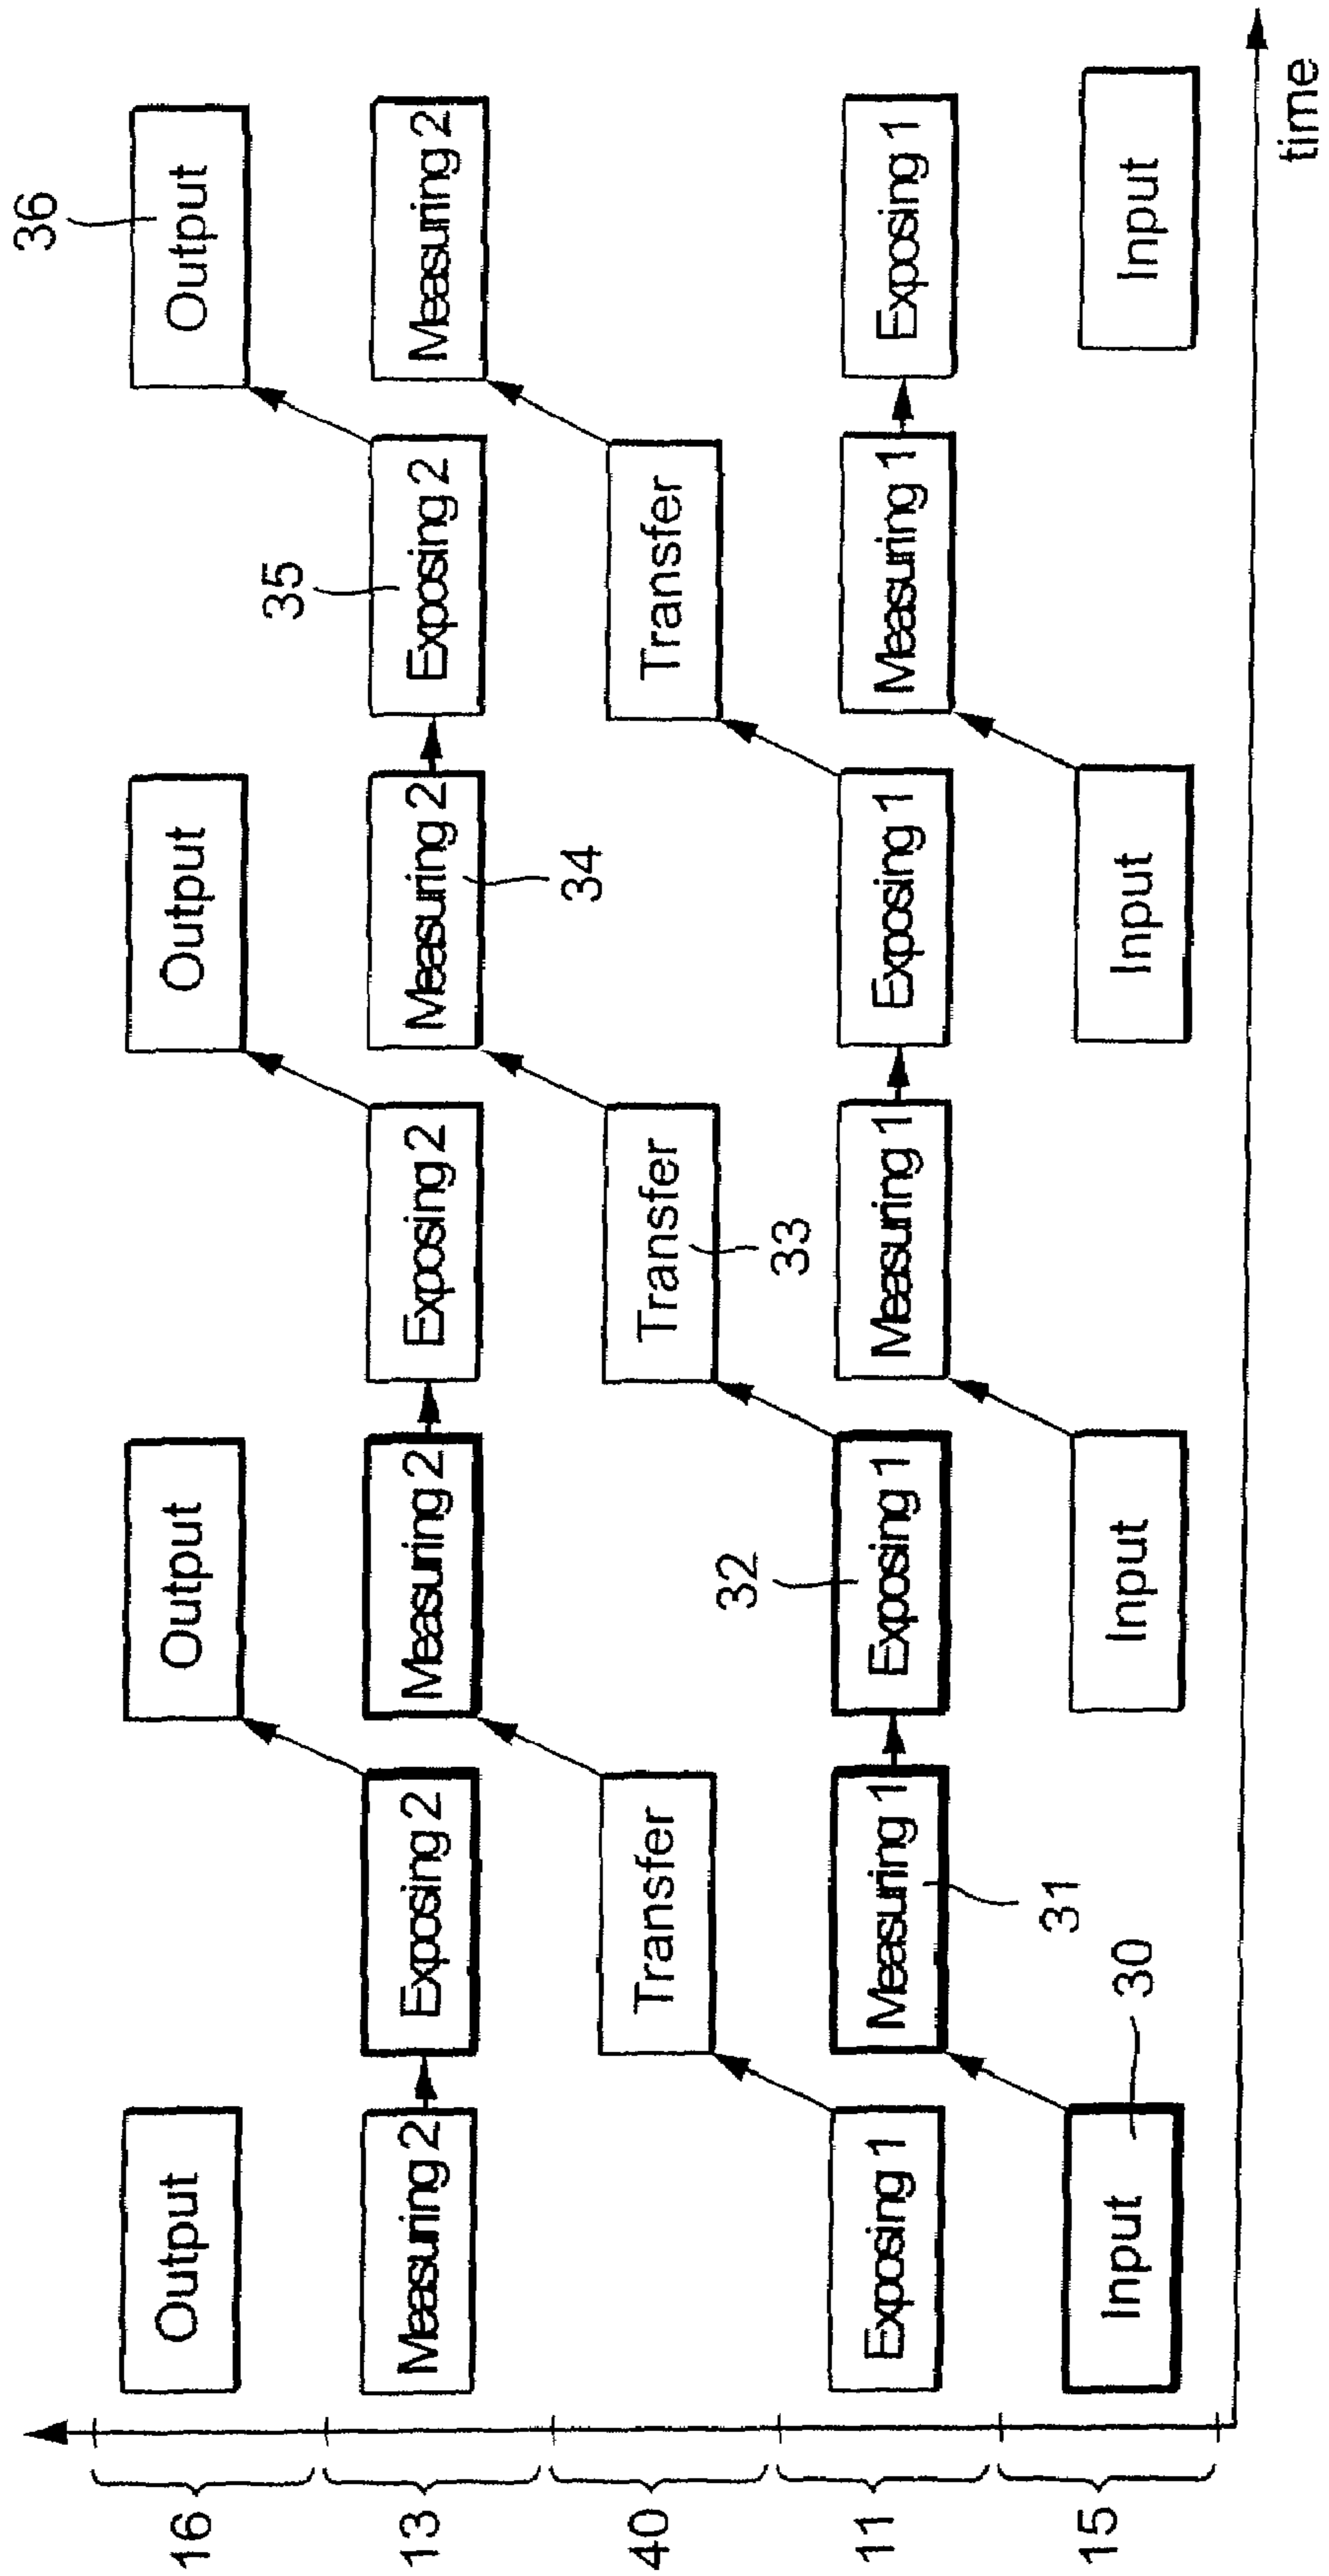 36
16 Output Output Output Output
35
13 Measuring 2 Exposing 2 Measuring 2 Exposing 2 Measuring 2 Exposing 2 Measuring 2
34
40 Transfer Transfer Transfer
33
32
11 Exposing 1 Measuring 1 Exposing 1 Measuring 1 Exposing 1 Measuring 1 Exposing 1
31
30
15 Input Input Input Input
time